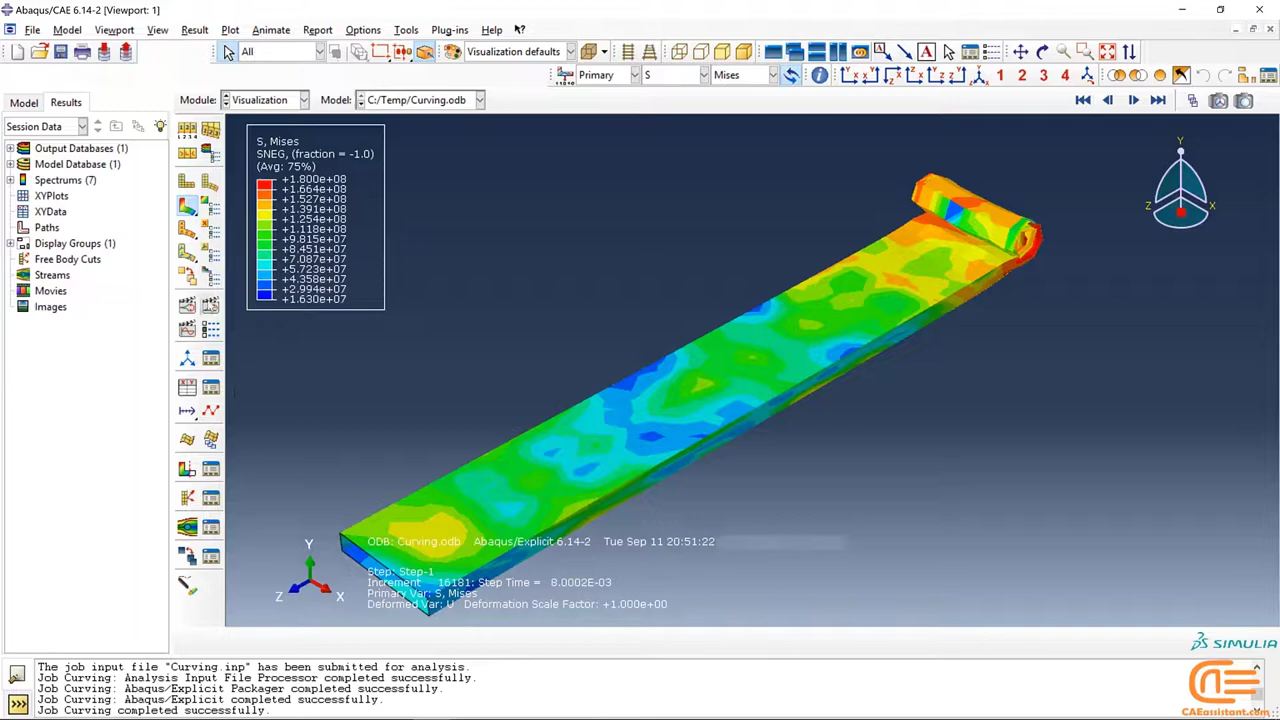 Abaqus/CAE 6.14-2 [Viewport: 1]
File Model Viewport View Result Plot Animate Report Options Tools Plug-ins Help
All
Visualization defaults
Primary S Mises
1 2 3 4
Model Results
Module: Visualization Model: C:/Temp/Curving.odb
Session Data
Output Databases (1)
Model Database (1)
Spectrums (7)
XYPlots
XYData
Paths
Display Groups (1)
Free Body Cuts
Streams
Movies
Images
S, Mises
SNEG, (fraction = -1.0)
(Avg: 75%)
+1.800e+08
+1.664e+08
+1.527e+08
+1.391e+08
+1.254e+08
+1.118e+08
+9.815e+07
+8.451e+07
+7.087e+07
+5.723e+07
+4.358e+07
+2.994e+07
+1.630e+07
Y
Z X
Y
Z X
ODB: Curving.odb Abaqus/Explicit 6.14-2 Tue Sep 11 20:51:22
Step: Step-1
Increment 16181: Step Time = 8.0002E-03
Primary Var: S, Mises
Deformed Var: U Deformation Scale Factor: +1.000e+00
SIMULIA
The job input file "Curving.inp" has been submitted for analysis.
Job Curving: Analysis Input File Processor completed successfully.
Job Curving: Abaqus/Explicit Packager completed successfully.
Job Curving: Abaqus/Explicit completed successfully.
Job Curving completed successfully.
CAEassistant.com